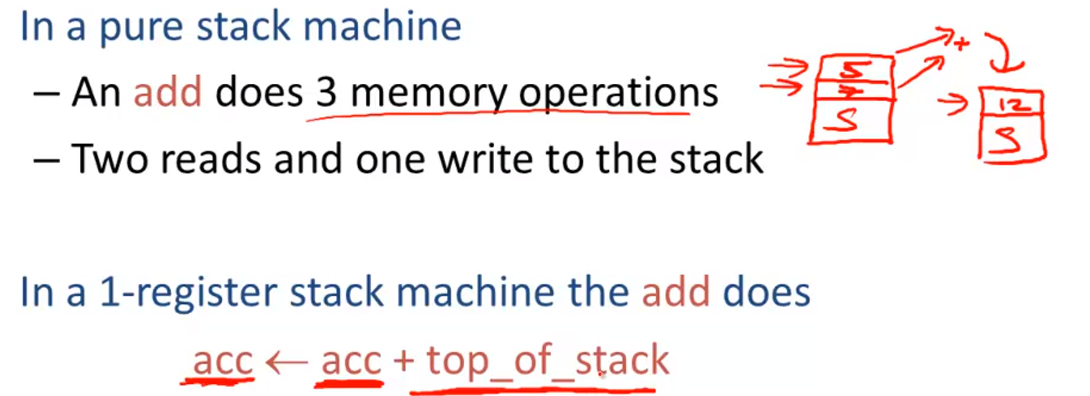 In a pure stack machine
– An add does 3 memory operations
– Two reads and one write to the stack
In a 1-register stack machine the add does
acc ← acc + top_of_stack
5
7
S
+
12
S